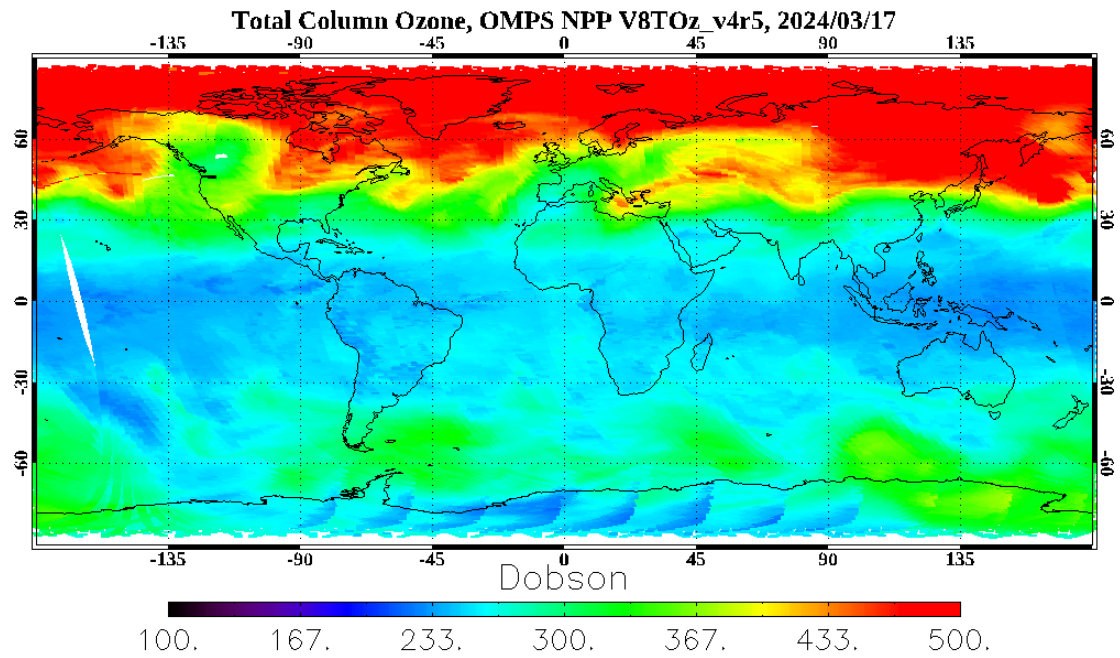 Total Column Ozone, OMPS NPP V8TOz_v4r5, 2024/03/17
-135 -90 -45 0 45 90 135
60 60
30 30
0 0
-30 -30
-60 -60
-135 -90 -45 0 45 90 135
Dobson
100. 167. 233. 300. 367. 433. 500.